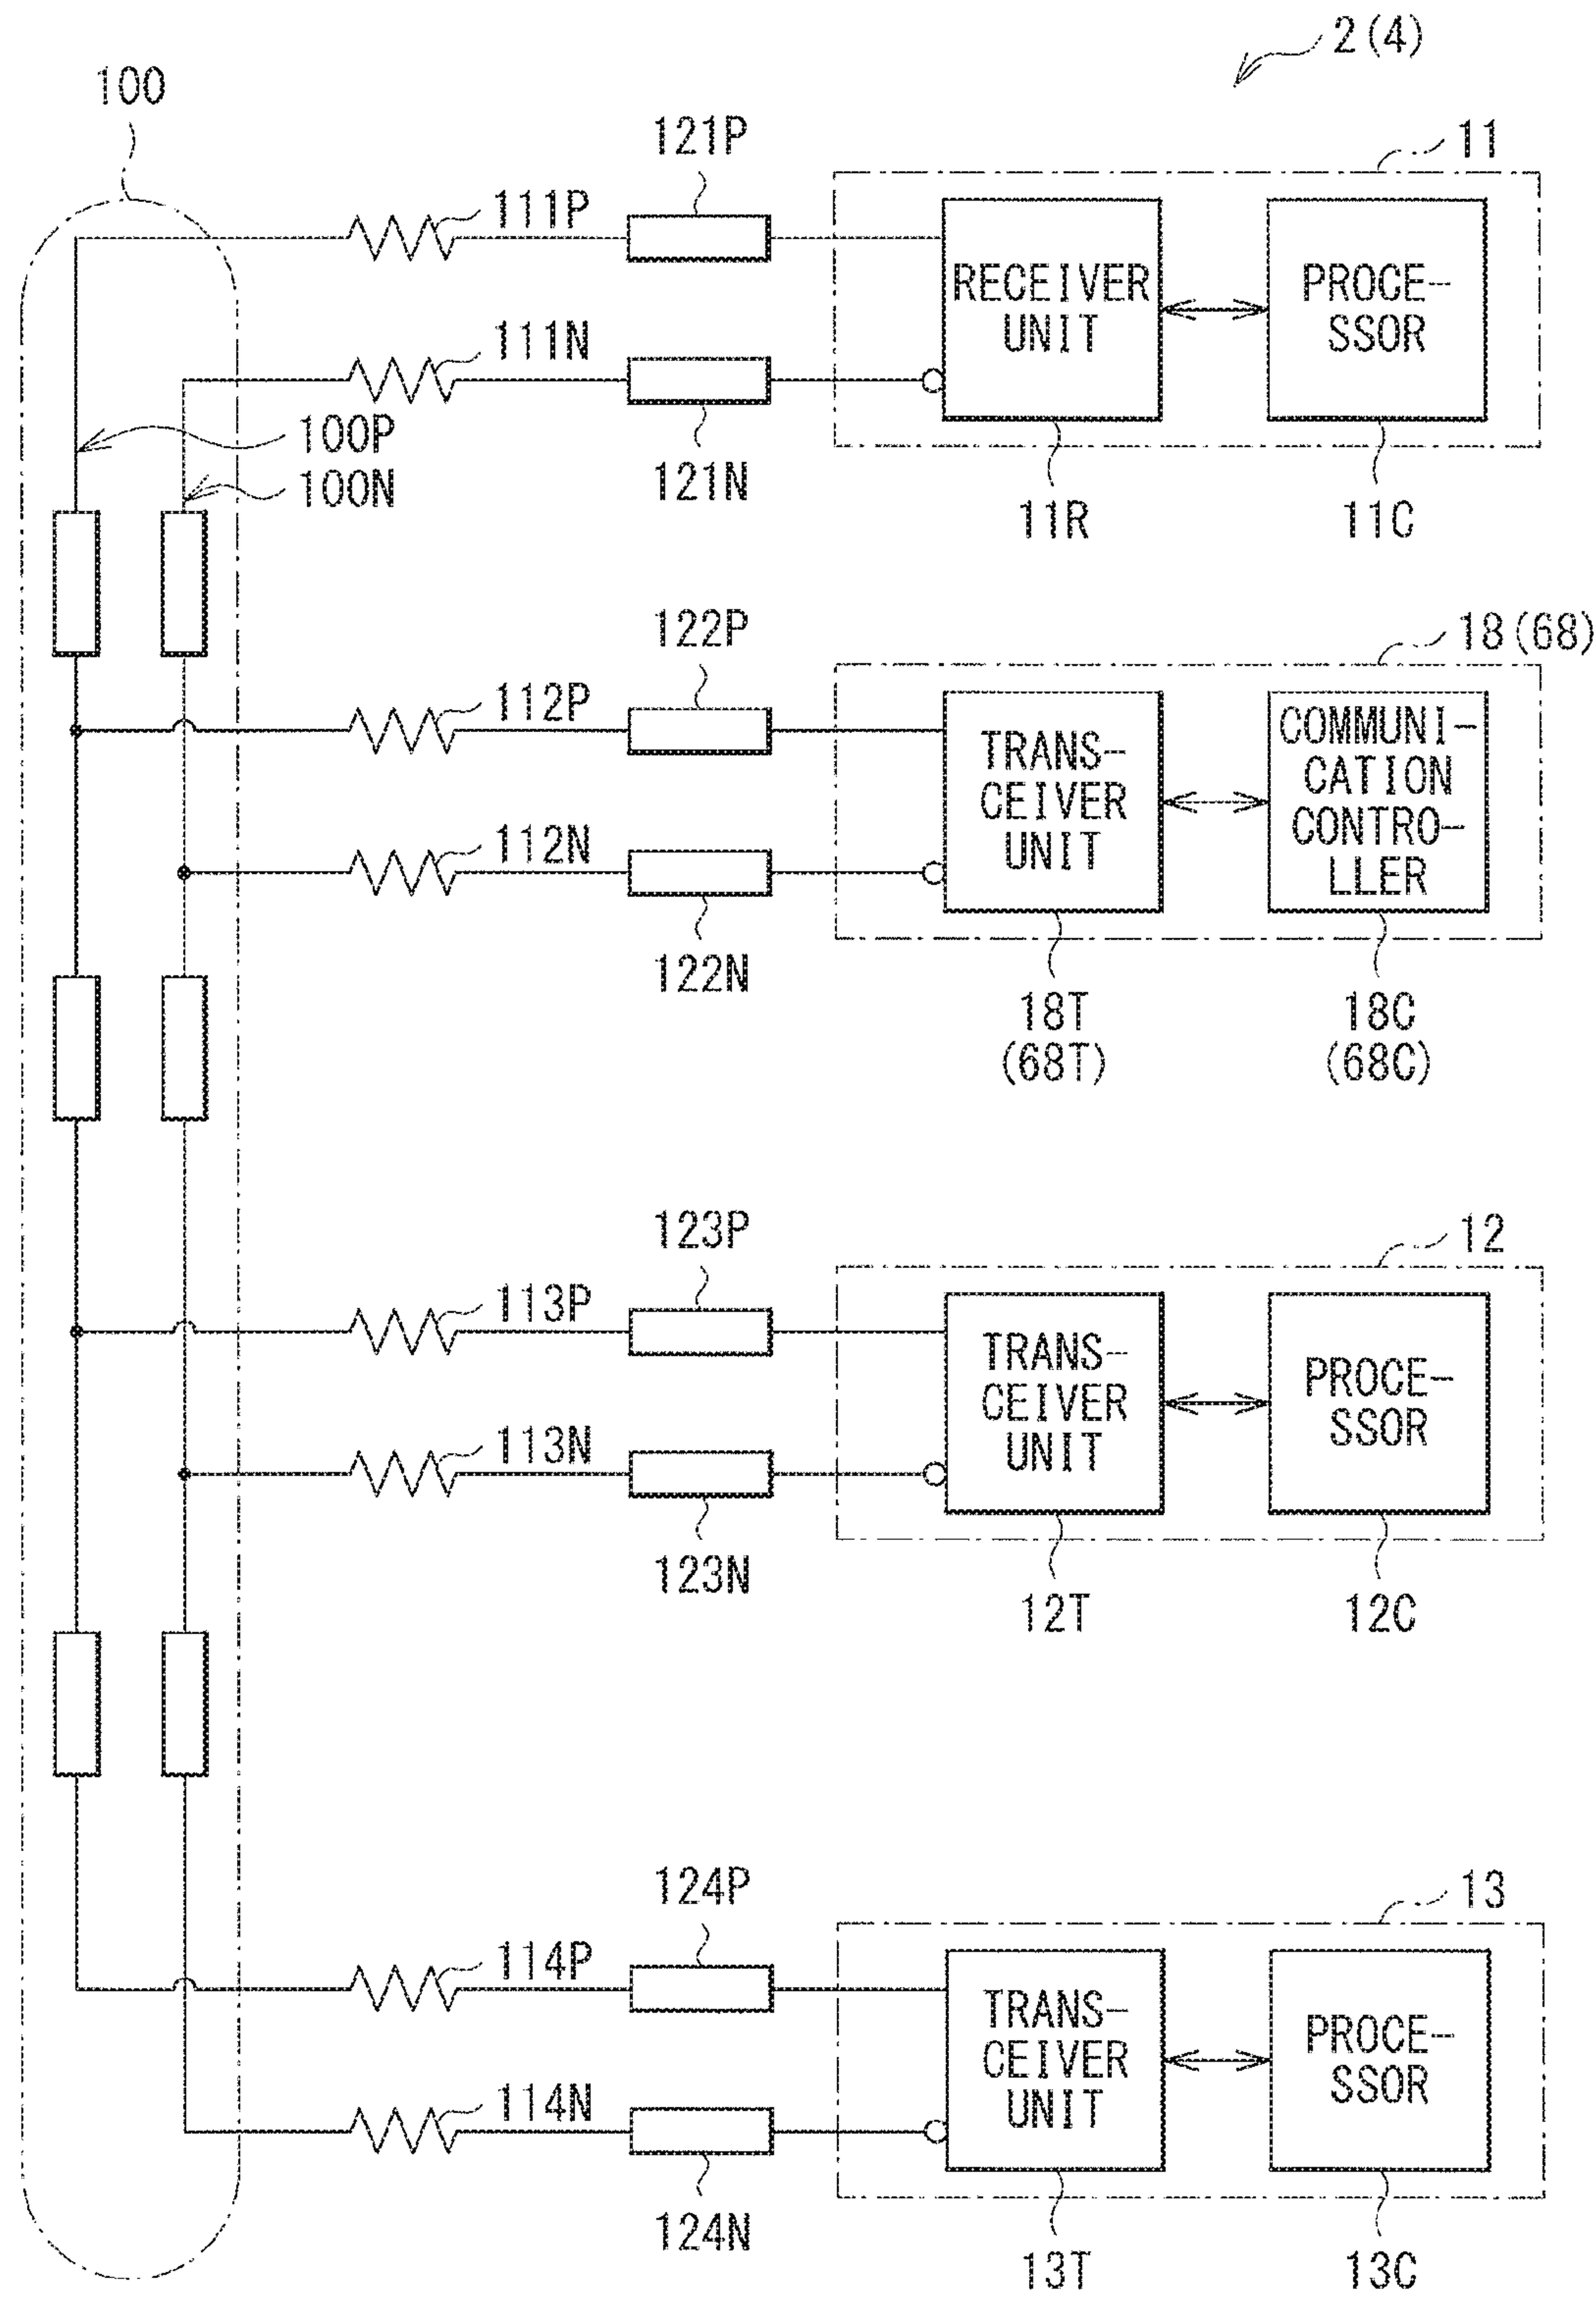 2(4)
100
121P
11
111P
RECEIVER
UNIT
PROCE-
SSOR
111N
100P
100N
121N
11R
11C
122P
18(68)
112P
TRANS-
CEIVER
UNIT
COMMUNI-
CATION
CONTRO-
LLER
112N
122N
18T
(68T)
18C
(68C)
123P
12
113P
TRANS-
CEIVER
UNIT
PROCE-
SSOR
113N
123N
12T
12C
124P
13
114P
TRANS-
CEIVER
UNIT
PROCE-
SSOR
114N
124N
13T
13C